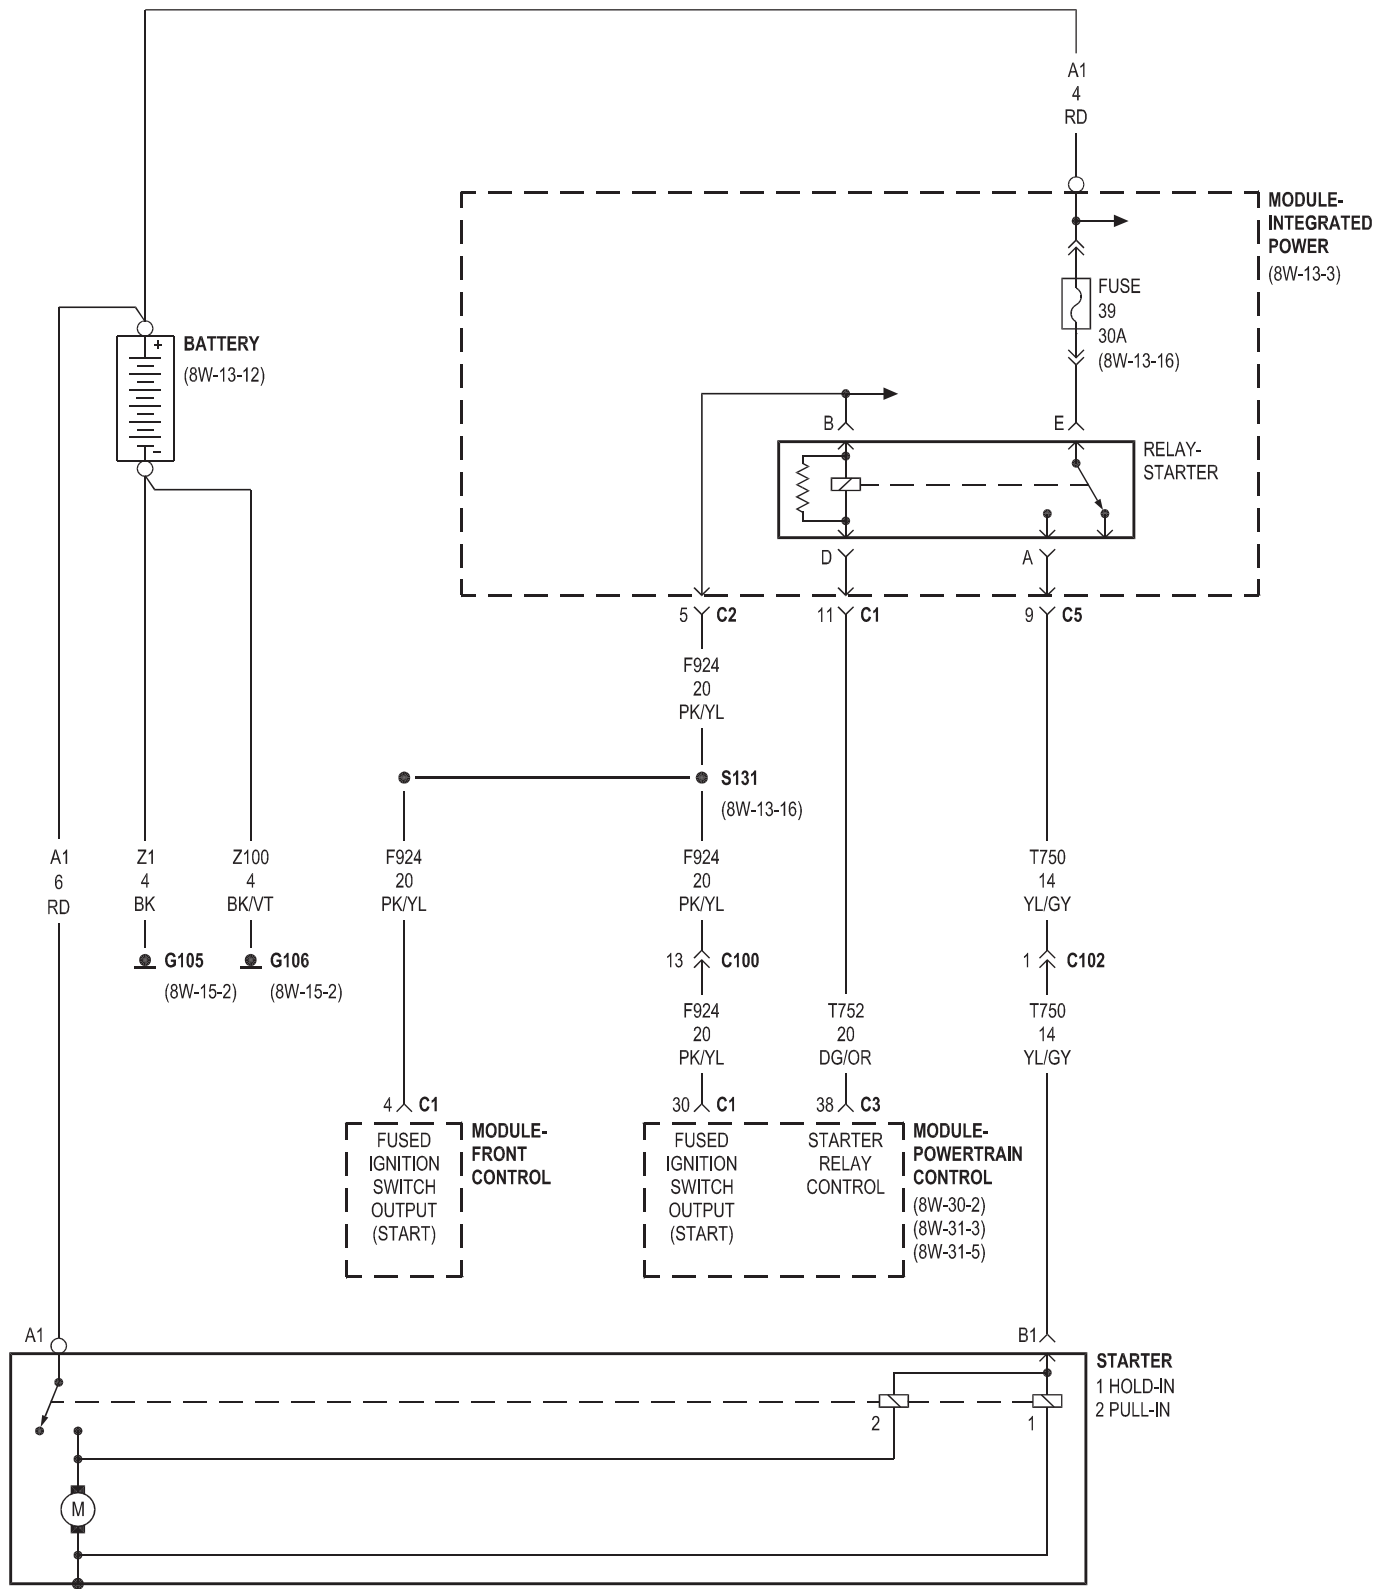 A1
4
RD
MODULE-
INTEGRATED
POWER
(8W-13-3)
FUSE
39
30A
(8W-13-16)
+
BATTERY
(8W-13-12)
-
B
E
RELAY-
STARTER
D
A
5 C2
11 C1
9 C5
F924
20
PK/YL
S131
(8W-13-16)
A1
6
RD
Z1
4
BK
Z100
4
BK/VT
F924
20
PK/YL
F924
20
PK/YL
T750
14
YL/GY
G105
(8W-15-2)
G106
(8W-15-2)
13 C100
1 C102
F924
20
PK/YL
T752
20
DG/OR
T750
14
YL/GY
4 C1
30 C1
38 C3
FUSED
IGNITION
SWITCH
OUTPUT
(START)
MODULE-
FRONT
CONTROL
FUSED
IGNITION
SWITCH
OUTPUT
(START)
STARTER
RELAY
CONTROL
MODULE-
POWERTRAIN
CONTROL
(8W-30-2)
(8W-31-3)
(8W-31-5)
A1
B1
STARTER
1 HOLD-IN
2 PULL-IN
2
1
M